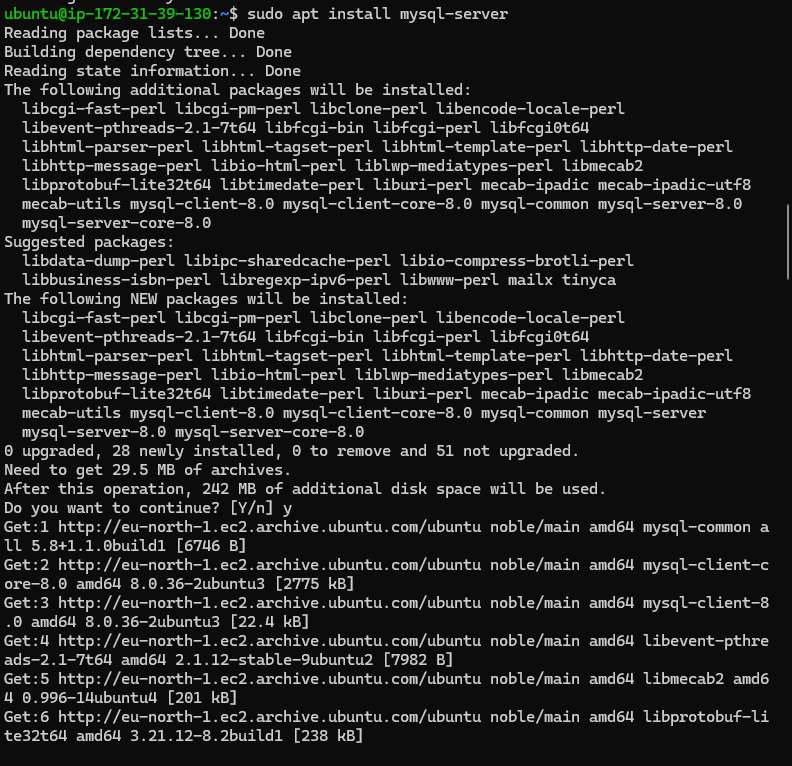 ubuntu@ip-172-31-39-130:~$ sudo apt install mysql-server
Reading package lists... Done
Building dependency tree... Done
Reading state information... Done
The following additional packages will be installed:
  libcgi-fast-perl libcgi-pm-perl libclone-perl libencode-locale-perl
  libevent-pthreads-2.1-7t64 libfcgi-bin libfcgi-perl libfcgi0t64
  libhtml-parser-perl libhtml-tagset-perl libhtml-template-perl libhttp-date-perl
  libhttp-message-perl libio-html-perl liblwp-mediatypes-perl libmecab2
  libprotobuf-lite32t64 libtimedate-perl liburi-perl mecab-ipadic mecab-ipadic-utf8
  mecab-utils mysql-client-8.0 mysql-client-core-8.0 mysql-common mysql-server-8.0
  mysql-server-core-8.0
Suggested packages:
  libdata-dump-perl libipc-sharedcache-perl libio-compress-brotli-perl
  libbusiness-isbn-perl libregexp-ipv6-perl libwww-perl mailx tinyca
The following NEW packages will be installed:
  libcgi-fast-perl libcgi-pm-perl libclone-perl libencode-locale-perl
  libevent-pthreads-2.1-7t64 libfcgi-bin libfcgi-perl libfcgi0t64
  libhtml-parser-perl libhtml-tagset-perl libhtml-template-perl libhttp-date-perl
  libhttp-message-perl libio-html-perl liblwp-mediatypes-perl libmecab2
  libprotobuf-lite32t64 libtimedate-perl liburi-perl mecab-ipadic mecab-ipadic-utf8
  mecab-utils mysql-client-8.0 mysql-client-core-8.0 mysql-common mysql-server
  mysql-server-8.0 mysql-server-core-8.0
0 upgraded, 28 newly installed, 0 to remove and 51 not upgraded.
Need to get 29.5 MB of archives.
After this operation, 242 MB of additional disk space will be used.
Do you want to continue? [Y/n] y
Get:1 http://eu-north-1.ec2.archive.ubuntu.com/ubuntu noble/main amd64 mysql-common a
ll 5.8+1.1.0build1 [6746 B]
Get:2 http://eu-north-1.ec2.archive.ubuntu.com/ubuntu noble/main amd64 mysql-client-c
ore-8.0 amd64 8.0.36-2ubuntu3 [2775 kB]
Get:3 http://eu-north-1.ec2.archive.ubuntu.com/ubuntu noble/main amd64 mysql-client-8
.0 amd64 8.0.36-2ubuntu3 [22.4 kB]
Get:4 http://eu-north-1.ec2.archive.ubuntu.com/ubuntu noble/main amd64 libevent-pthre
ads-2.1-7t64 amd64 2.1.12-stable-9ubuntu2 [7982 B]
Get:5 http://eu-north-1.ec2.archive.ubuntu.com/ubuntu noble/main amd64 libmecab2 amd6
4 0.996-14ubuntu4 [201 kB]
Get:6 http://eu-north-1.ec2.archive.ubuntu.com/ubuntu noble/main amd64 libprotobuf-li
te32t64 amd64 3.21.12-8.2build1 [238 kB]